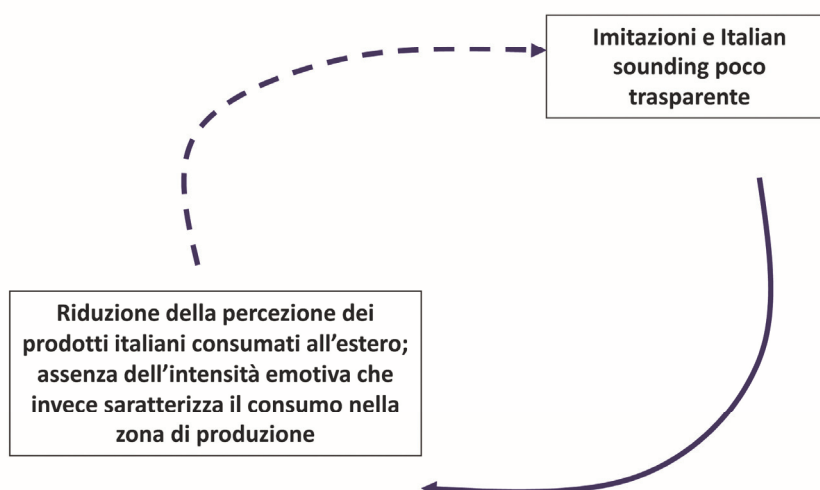 Imitazioni e Italian
sounding poco
trasparente
Riduzione della percezione dei
prodotti italiani consumati all’estero;
assenza dell’intensità emotiva che
invece saratterizza il consumo nella
zona di produzione